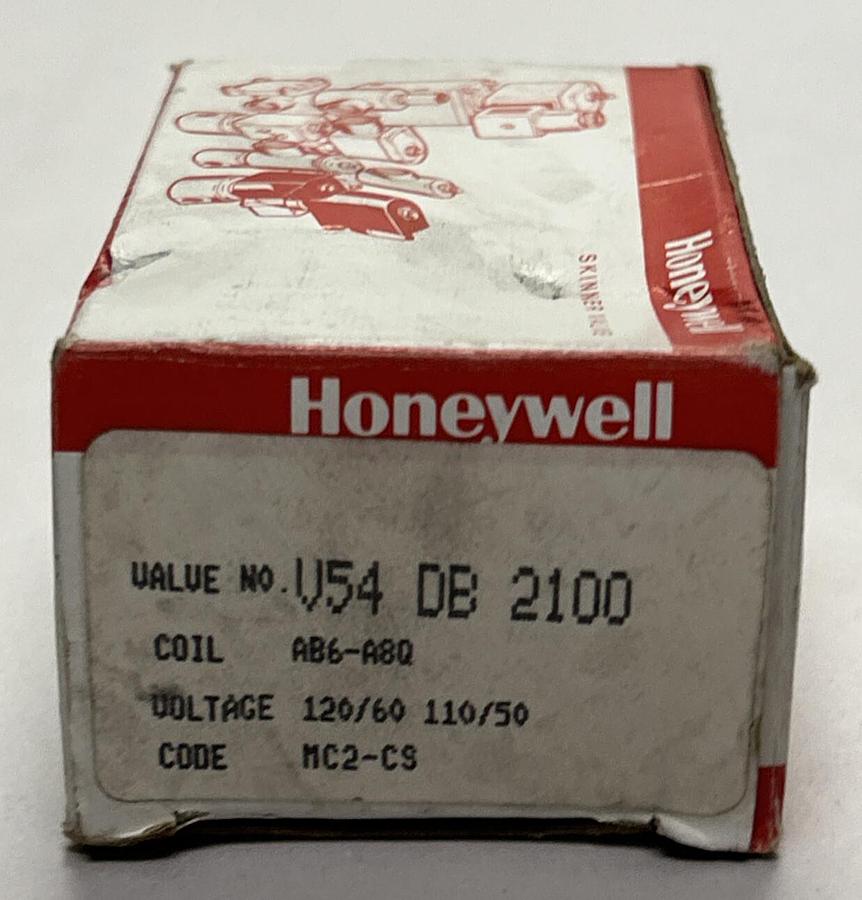 SKINNER VALVE
Honeywell
Honeywell
VALVE NO. V54 DB 2100
COIL AB6-A8Q
VOLTAGE 120/60 110/50
CODE MC2-CS